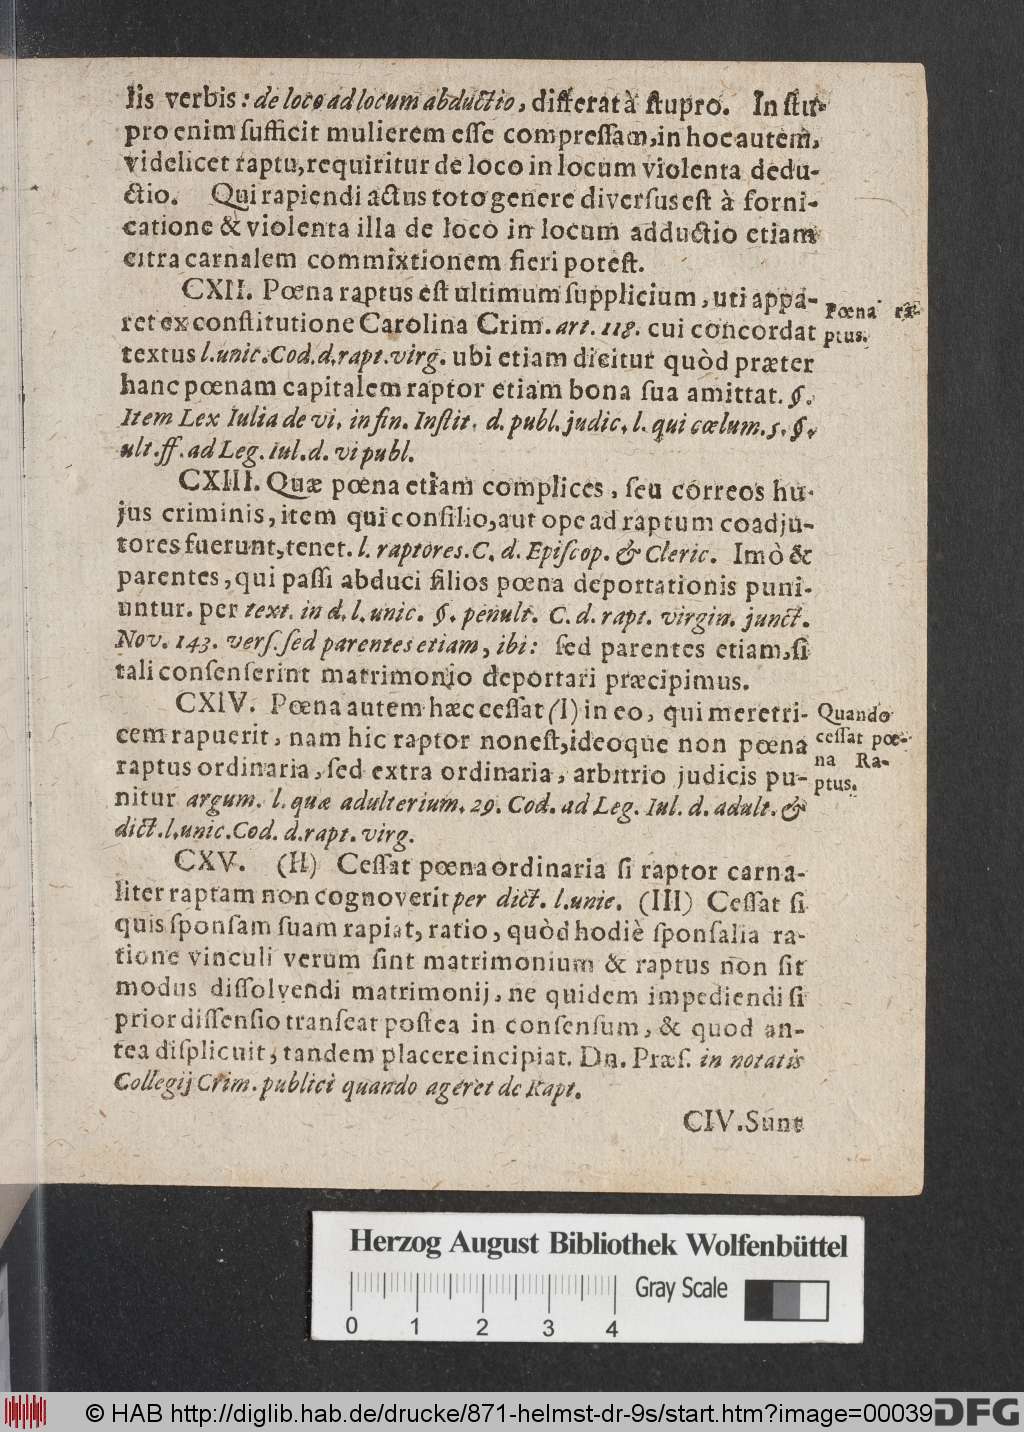 lis verbis: de loco ad locum abductio, differat à stupro. In stu-
pro enim sufficit mulierem esse compressam, in hoc autem,
videlicet raptu, requiritur de loco in locum violenta dedu-
ctio. Qui rapiendi actus toto genere diversus est à forni-
catione & violenta illa de loco in locum adductio etiam
citra carnalem commixtionem fieri potest.
CXII. Pœna raptus est ultimum supplicium, uti appa-
ret ex constitutione Carolina Crim. art. 118. cui concordat
textus l. unic. Cod. d. rapt. virg. ubi etiam dicitur quòd præter
hanc pœnam capitalem raptor etiam bona sua amittat. §.
Item Lex Iulia de vi. in fin. Instit. d. publ. judic. l. qui cœlum. 5. §.
ult. ff. ad Leg. Iul. d. vi publ.
Pœna ra-
ptus.
CXIII. Quæ pœna etiam complices, seu correos hu-
jus criminis, item qui consilio, aut ope ad raptum coadju-
tores fuerunt, tenet. l. raptores. C. d. Episcop. & Cleric. Imò &
parentes, qui passi abduci filios pœna deportationis puni-
untur. per text. in d. l. unic. §. penult. C. d. rapt. virgin. junct.
Nov. 143. vers. sed parentes etiam, ibi: sed parentes etiam, si
tali consenserint matrimonio deportari præcipimus.
CXIV. Pœna autem hæc cessat (I) in eo, qui meretri-
cem rapuerit, nam hic raptor non est, ideoque non pœna
raptus ordinaria, sed extra ordinaria, arbitrio judicis pu-
nitur argum. l. quæ adulterium. 29. Cod. ad Leg. Iul. d. adult. &
dict. l. unic. Cod. d. rapt. virg.
Quando
cessat pœ-
na Ra-
ptus.
CXV. (II) Cessat pœna ordinaria si raptor carna-
liter raptam non cognoverit per dict. l. unic. (III) Cessat si
quis sponsam suam rapiat, ratio, quòd hodiè sponsalia ra-
tione vinculi verum sint matrimonium & raptus non sit
modus dissolvendi matrimonij, ne quidem impediendi si
prior dissensio transeat postea in consensum, & quod an-
tea displicuit, tandem placere incipiat. Dn. Præs. in notatis
Collegij Crim. publici quando ageret de Rapt.
CIV. Sunt
Herzog August Bibliothek Wolfenbüttel
Gray Scale
0 1 2 3 4
© HAB http://diglib.hab.de/drucke/871-helmst-dr-9s/start.htm?image=00039
DFG